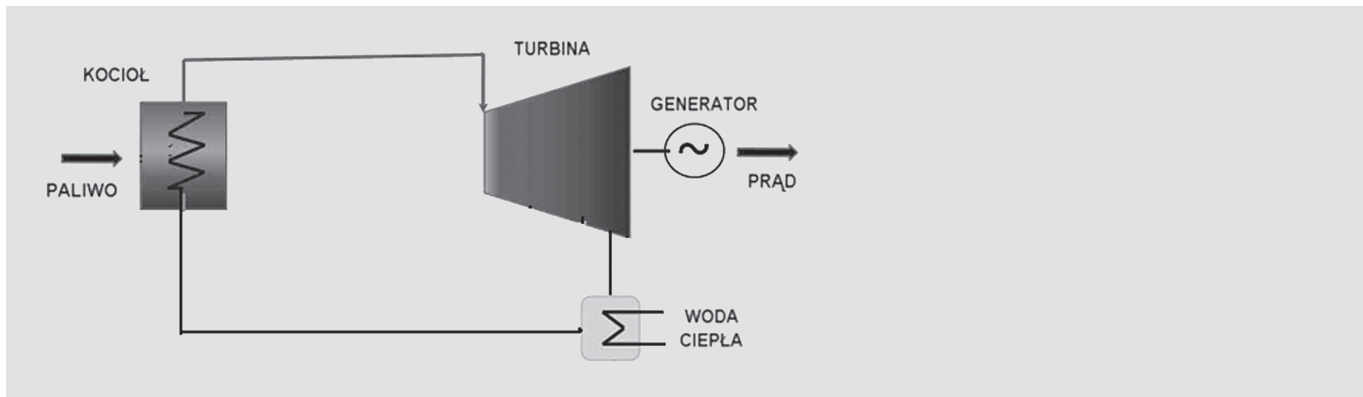 TURBINA
KOCIOŁ
GENERATOR
PALIWO
PRĄD
WODA
CIEPŁA